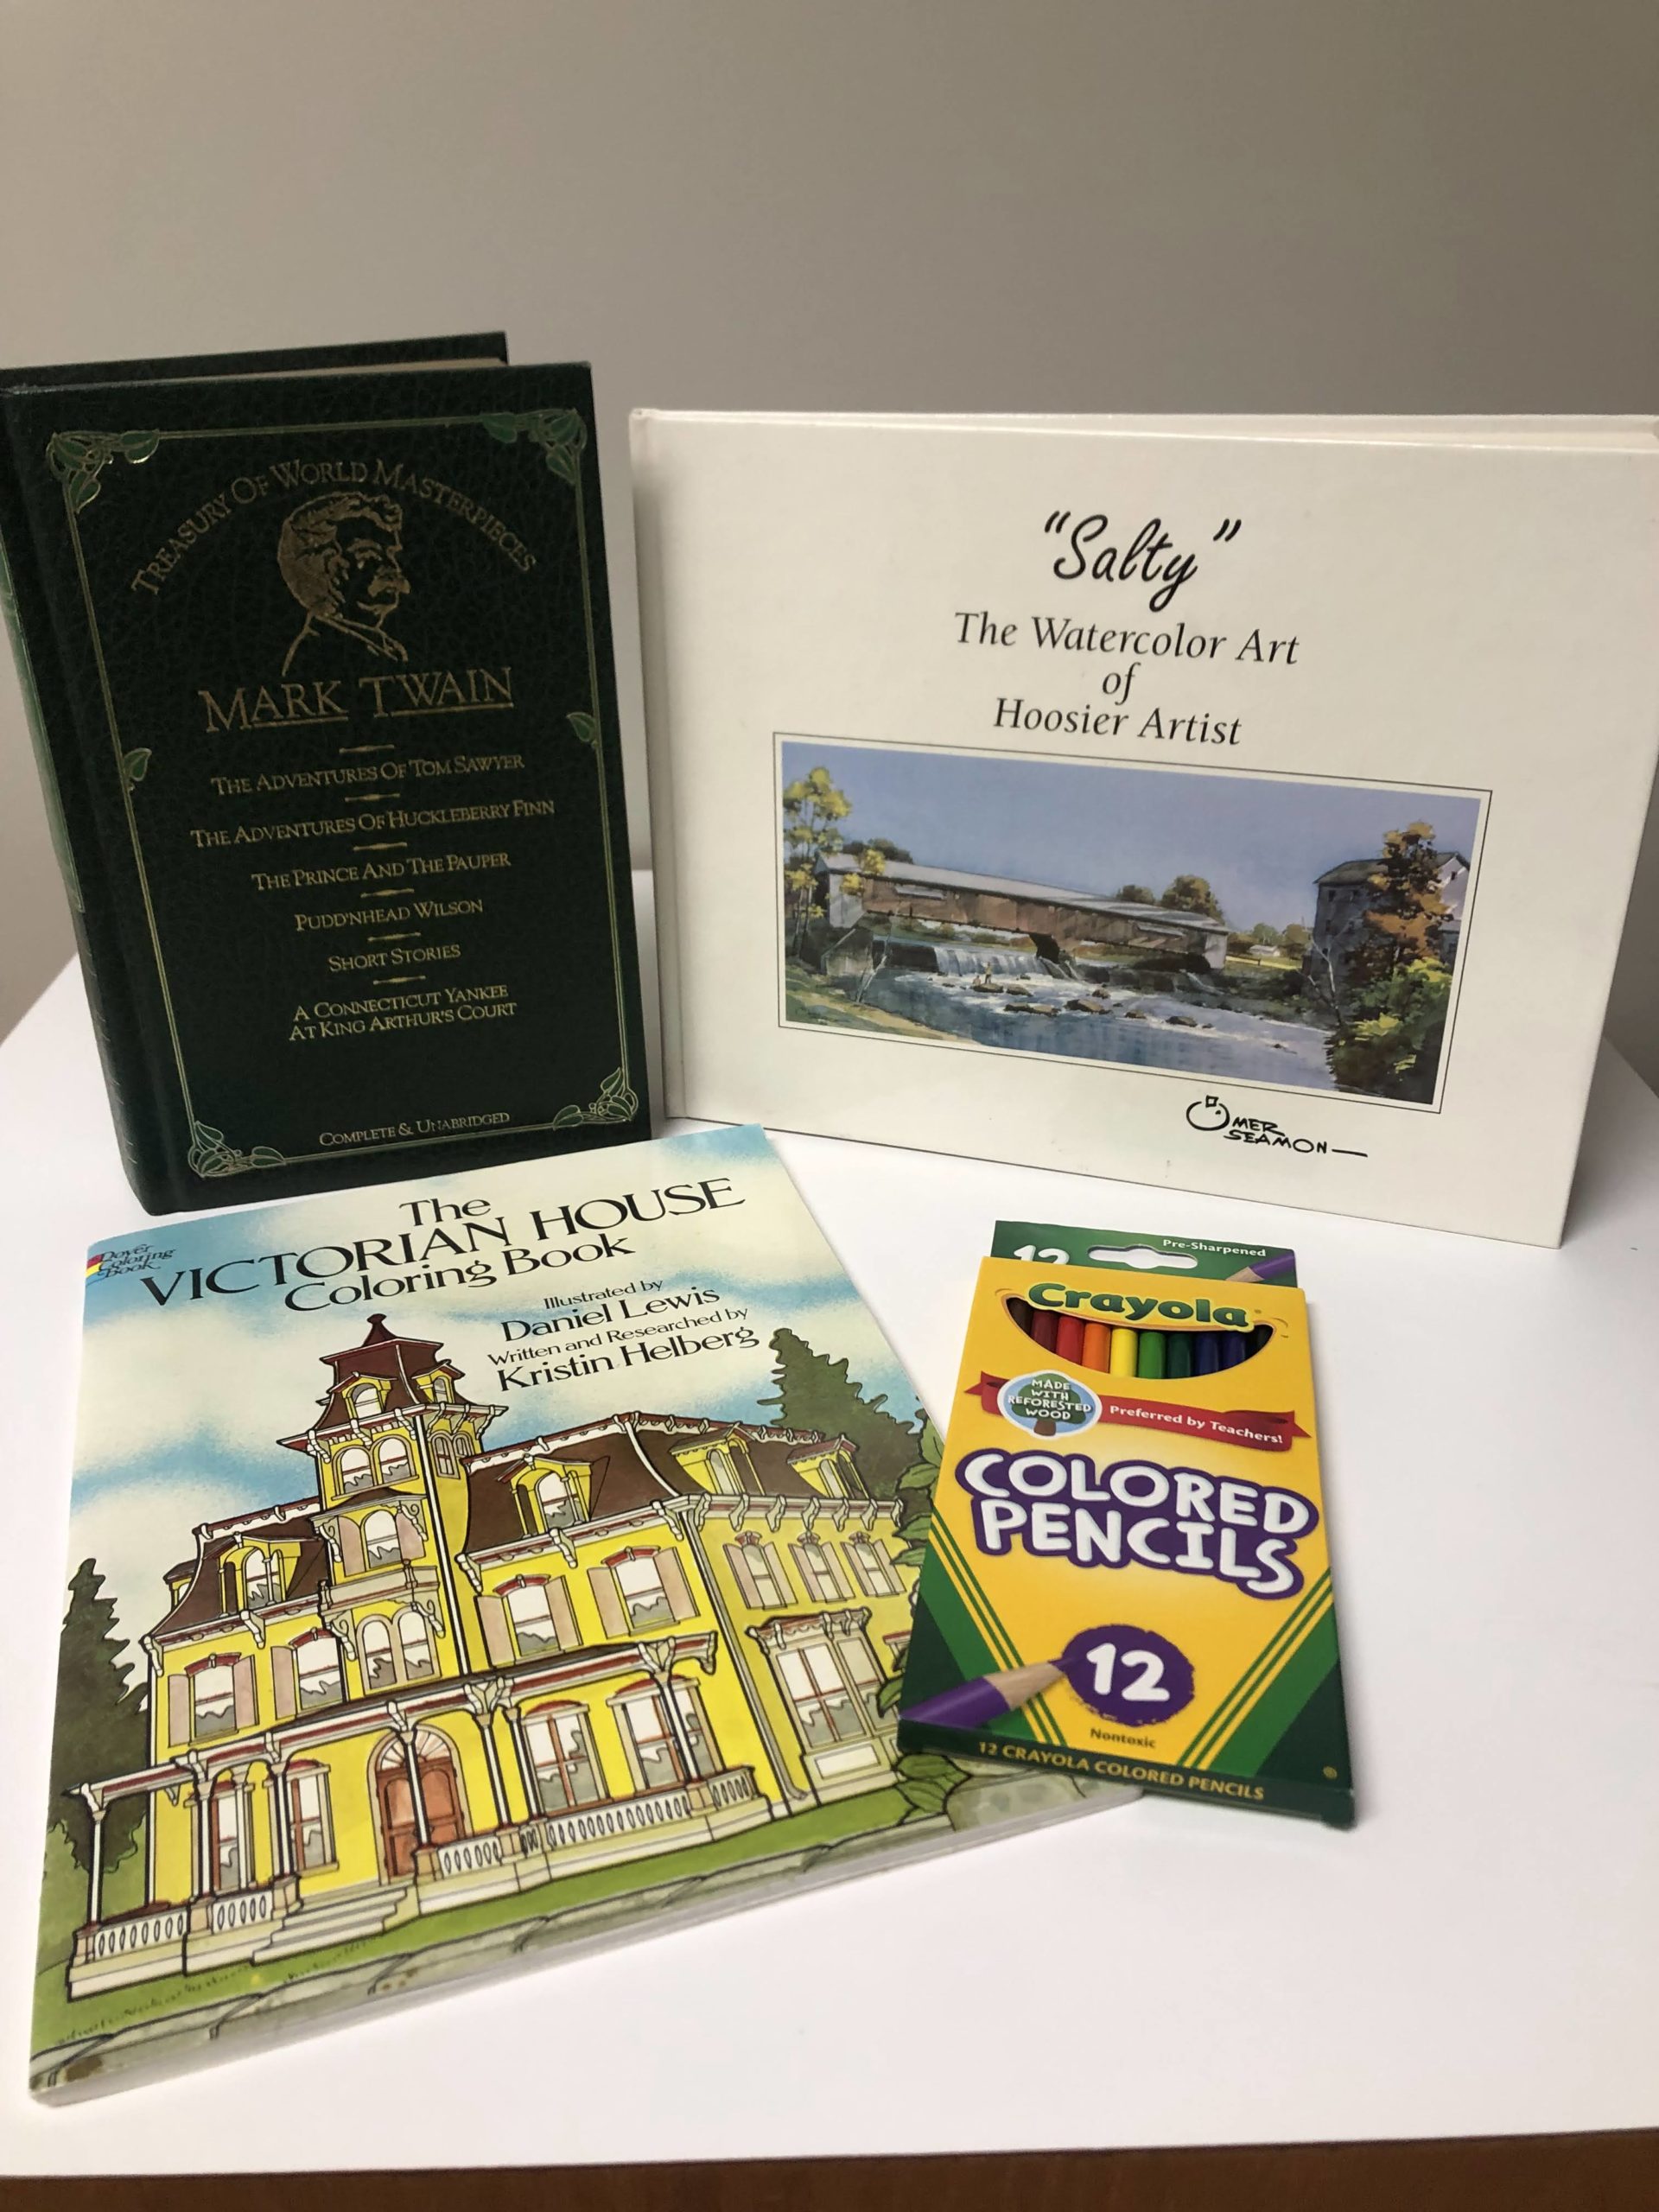 TREASURY OF WORLD MASTERPIECES
MARK TWAIN
THE ADVENTURES OF TOM SAWYER
THE ADVENTURES OF HUCKLEBERRY FINN
THE PRINCE AND THE PAUPER
PUDD'NHEAD WILSON
SHORT STORIES
A CONNECTICUT YANKEE
AT KING ARTHUR'S COURT
COMPLETE & UNABRIDGED
"Salty"
The Watercolor Art
of
Hoosier Artist
OMER
SEAMON
Dover
Coloring
Book
The
VICTORIAN HOUSE
Coloring Book
Illustrated by
Daniel Lewis
Written and Researched by
Kristin Helberg
12
Pre-Sharpened
Crayola
MADE
WITH
REFORESTED
WOOD
Preferred by Teachers!
COLORED
PENCILS
12
Nontoxic
12 CRAYOLA COLORED PENCILS